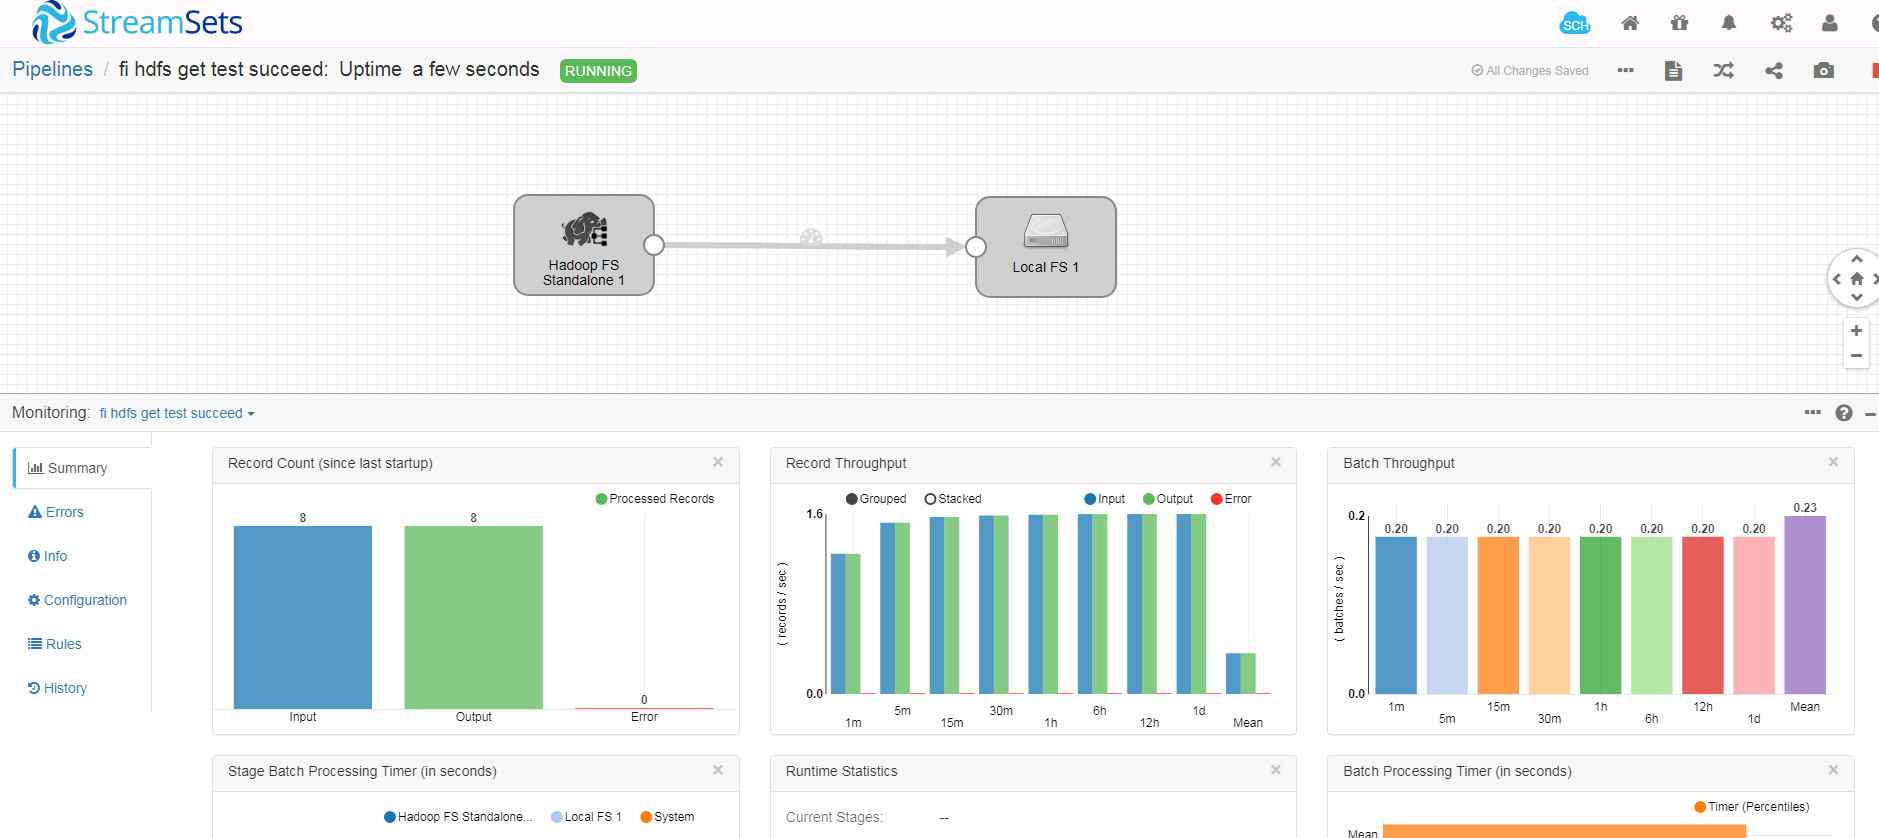 StreamSets
SCH
Pipelines / fi hdfs get test succeed: Uptime a few seconds RUNNING
All Changes Saved
Hadoop FS
Standalone 1
Local FS 1
Monitoring: fi hdfs get test succeed
Summary
Errors
Info
Configuration
Rules
History
Record Count (since last startup)
Processed Records
8 8
0
Input Output Error
Record Throughput
Grouped Stacked Input Output Error
1.6
( records / sec )
0.0
1m 5m 15m 30m 1h 6h 12h 1d Mean
Batch Throughput
0.23
0.2
0.20 0.20 0.20 0.20 0.20 0.20 0.20 0.20
( batches / sec )
0.0
1m 5m 15m 30m 1h 6h 12h 1d Mean
Stage Batch Processing Timer (in seconds)
Hadoop FS Standalone... Local FS 1 System
Runtime Statistics
Current Stages: --
Batch Processing Timer (in seconds)
Timer (Percentiles)
Mean